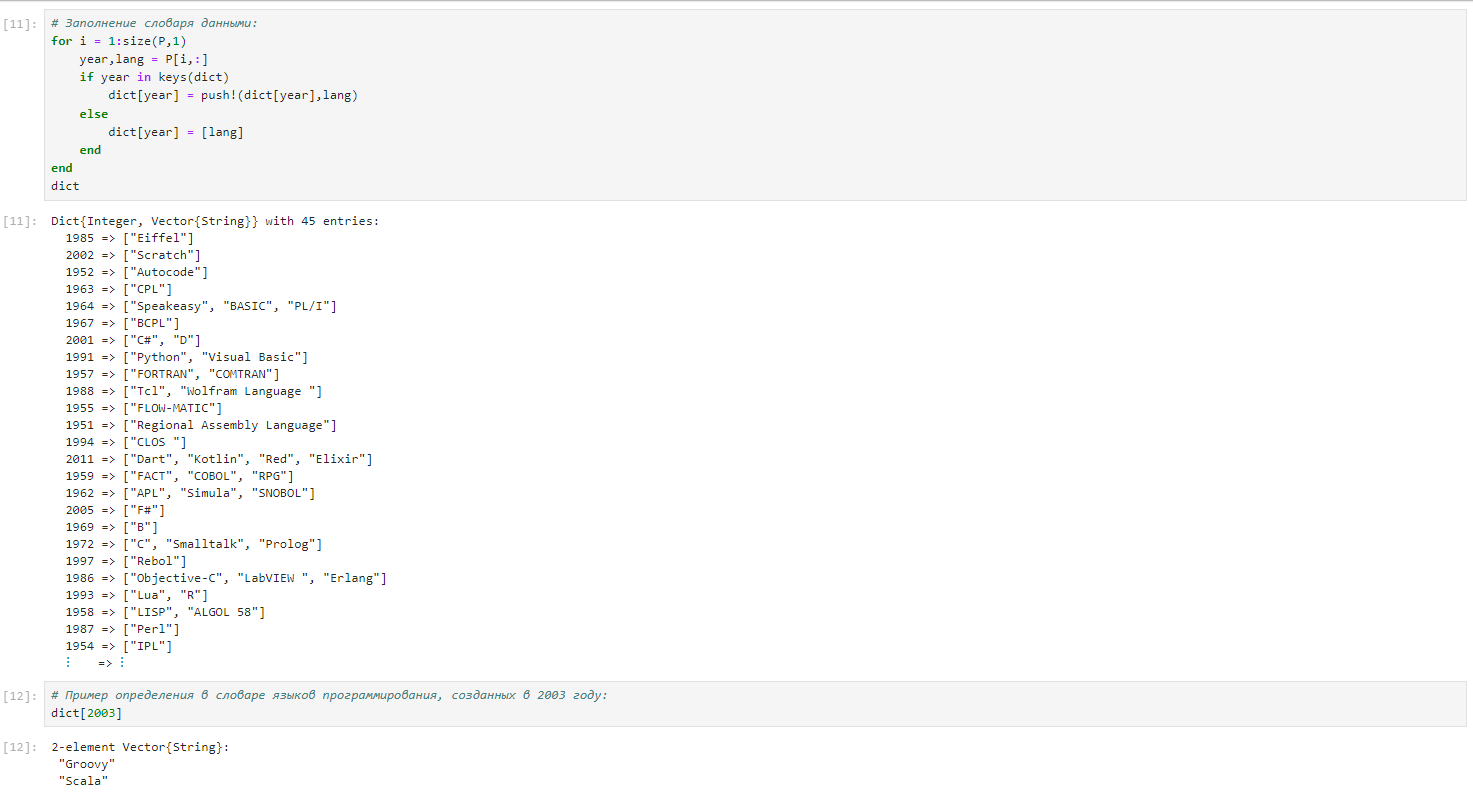 [11]: # Заполнение словаря данными:
for i = 1:size(P,1)
    year,lang = P[i,:]
    if year in keys(dict)
        dict[year] = push!(dict[year],lang)
    else
        dict[year] = [lang]
    end
end
dict
[11]: Dict{Integer, Vector{String}} with 45 entries:
  1985 => ["Eiffel"]
  2002 => ["Scratch"]
  1952 => ["Autocode"]
  1963 => ["CPL"]
  1964 => ["Speakeasy", "BASIC", "PL/I"]
  1967 => ["BCPL"]
  2001 => ["C#", "D"]
  1991 => ["Python", "Visual Basic"]
  1957 => ["FORTRAN", "COMTRAN"]
  1988 => ["Tcl", "Wolfram Language "]
  1955 => ["FLOW-MATIC"]
  1951 => ["Regional Assembly Language"]
  1994 => ["CLOS "]
  2011 => ["Dart", "Kotlin", "Red", "Elixir"]
  1959 => ["FACT", "COBOL", "RPG"]
  1962 => ["APL", "Simula", "SNOBOL"]
  2005 => ["F#"]
  1969 => ["B"]
  1972 => ["C", "Smalltalk", "Prolog"]
  1997 => ["Rebol"]
  1986 => ["Objective-C", "LabVIEW ", "Erlang"]
  1993 => ["Lua", "R"]
  1958 => ["LISP", "ALGOL 58"]
  1987 => ["Perl"]
  1954 => ["IPL"]
  ⋮    => ⋮
[12]: # Пример определения в словаре языков программирования, созданных в 2003 году:
dict[2003]
[12]: 2-element Vector{String}:
 "Groovy"
 "Scala"